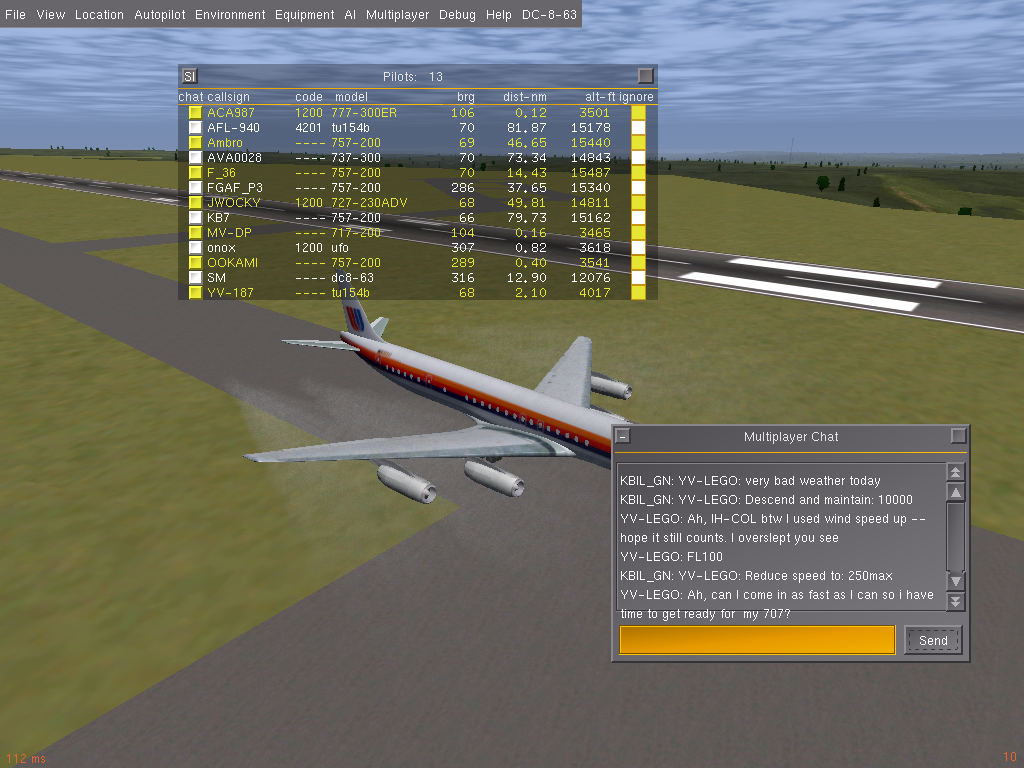 File View Location Autopilot Environment Equipment AI Multiplayer Debug Help DC-8-63
SI Pilots: 13
chat callsign code model brg dist-nm alt-ft ignore
ACA987 1200 777-300ER 106 0.12 3501
AFL-940 4201 tu154b 70 81.87 15178
Ambro ---- 757-200 69 46.65 15440
AVA0028 ---- 737-300 70 73.34 14843
F_36 ---- 757-200 70 14.43 15487
FGAF_P3 ---- 757-200 286 37.65 15340
JWOCKY 1200 727-230ADV 68 49.81 14811
KB7 ---- 757-200 66 79.73 15162
MV-DP ---- 717-200 104 0.16 3465
onox 1200 ufo 307 0.82 3618
OOKAMI ---- 757-200 289 0.40 3541
SM ---- dc8-63 316 12.90 12076
YV-187 ---- tu154b 68 2.10 4017
Multiplayer Chat
KBIL_GN: YV-LEGO: very bad weather today
KBIL_GN: YV-LEGO: Descend and maintain: 10000
YV-LEGO: Ah, IH-COL btw I used wind speed up --
hope it still counts. I overslept you see
YV-LEGO: FL100
KBIL_GN: YV-LEGO: Reduce speed to: 250max
YV-LEGO: Ah, can I come in as fast as I can so i have
time to get ready for my 707?
Send
112 ms
10